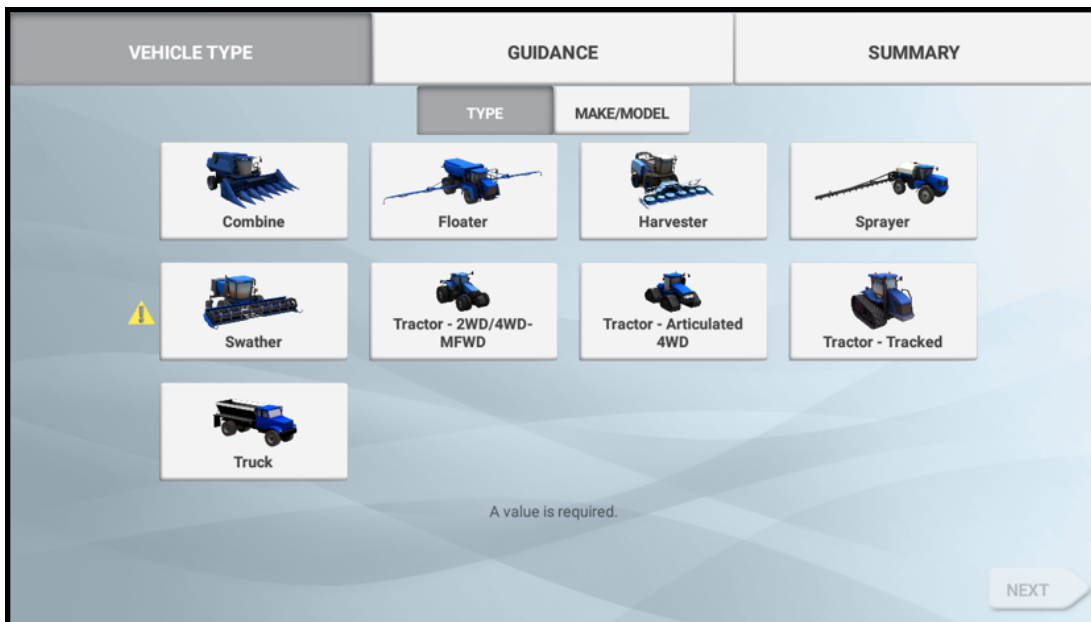 VEHICLE TYPE
GUIDANCE
SUMMARY
TYPE
MAKE/MODEL
Combine
Floater
Harvester
Sprayer
Swather
Tractor - 2WD/4WD-
MFWD
Tractor - Articulated
4WD
Tractor - Tracked
Truck
A value is required.
NEXT